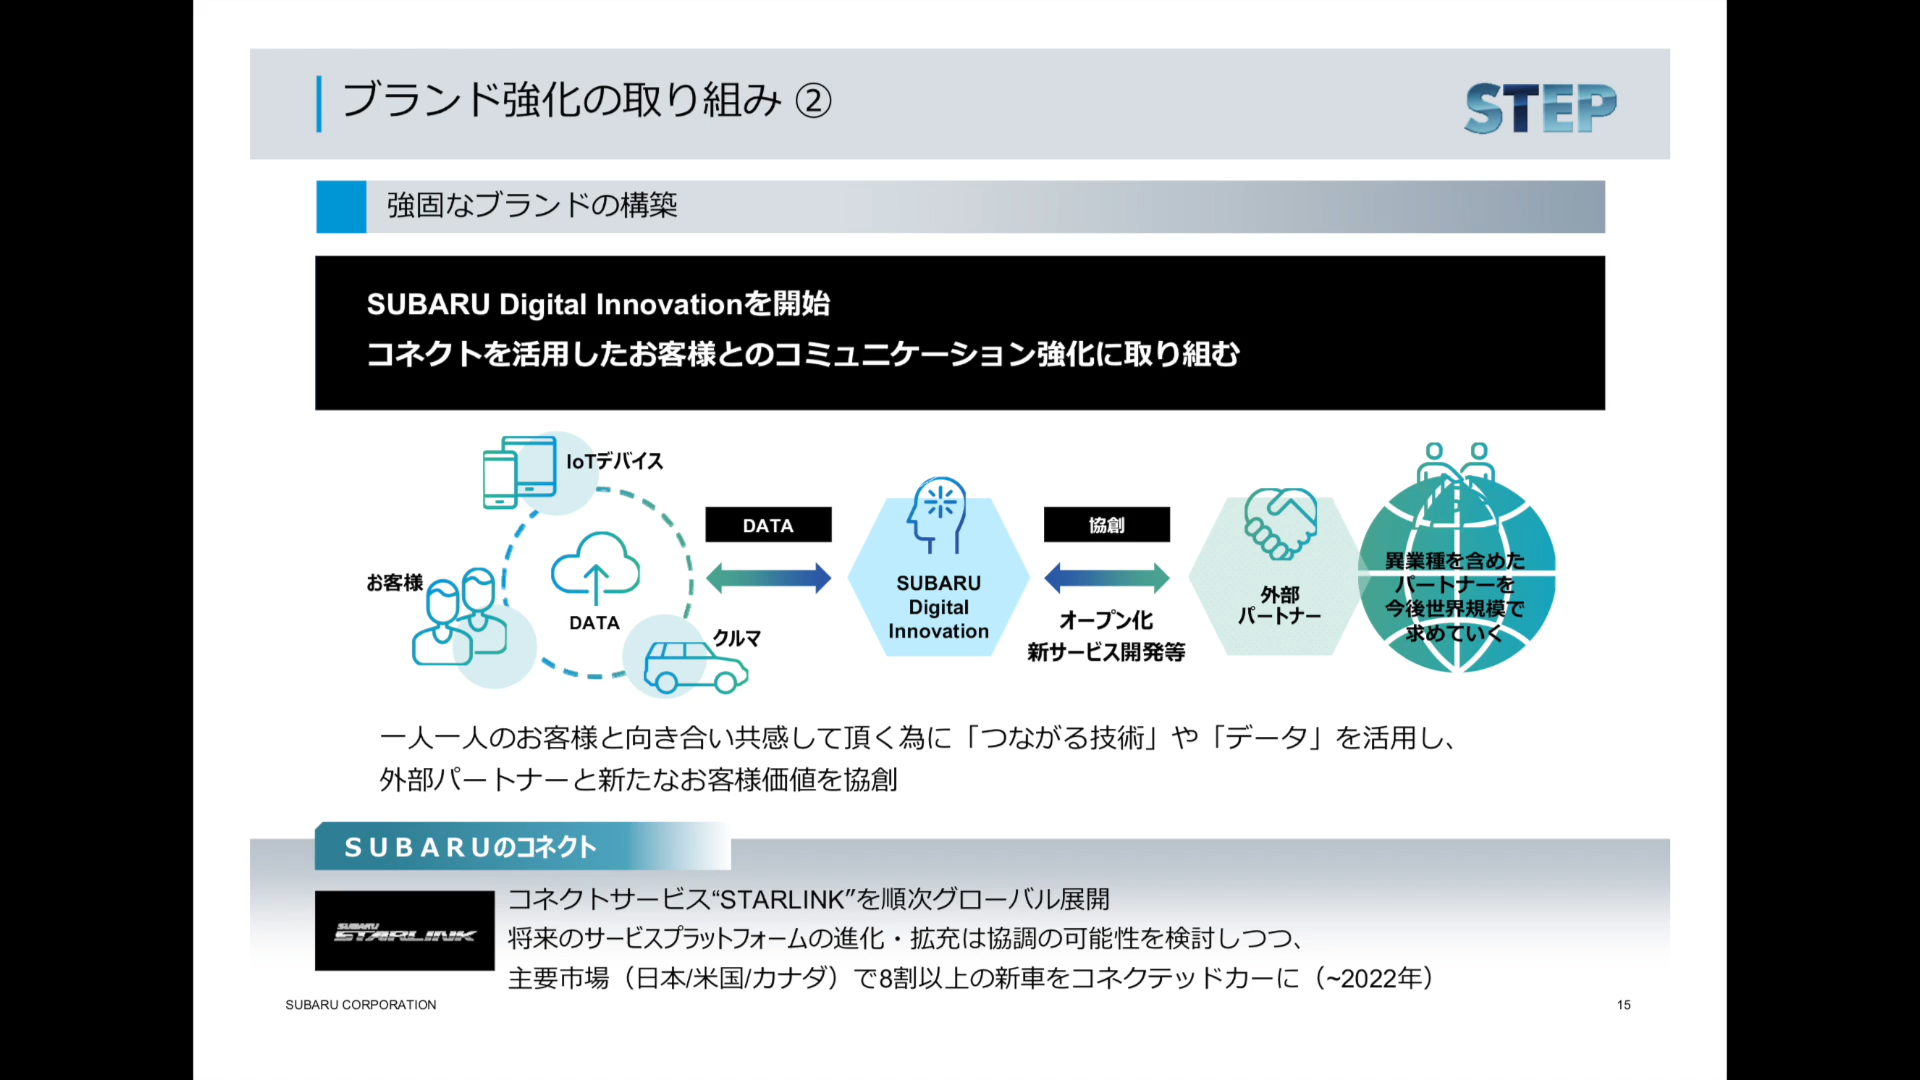 ブランド強化の取り組み ②
STEP
強固なブランドの構築
SUBARU Digital Innovationを開始
コネクトを活用したお客様とのコミュニケーション強化に取り組む
IoTデバイス
お客様
DATA
クルマ
DATA
SUBARU
Digital
Innovation
協創
オープン化
新サービス開発等
外部
パートナー
異業種を含めた
パートナーを
今後世界規模で
求めていく
一人一人のお客様と向き合い共感して頂く為に「つながる技術」や「データ」を活用し、
外部パートナーと新たなお客様価値を協創
ＳＵＢＡＲＵのコネクト
SUBARU
STARLINK
コネクトサービス“STARLINK”を順次グローバル展開
将来のサービスプラットフォームの進化・拡充は協調の可能性を検討しつつ、
主要市場（日本/米国/カナダ）で8割以上の新車をコネクテッドカーに（~2022年）
SUBARU CORPORATION
15